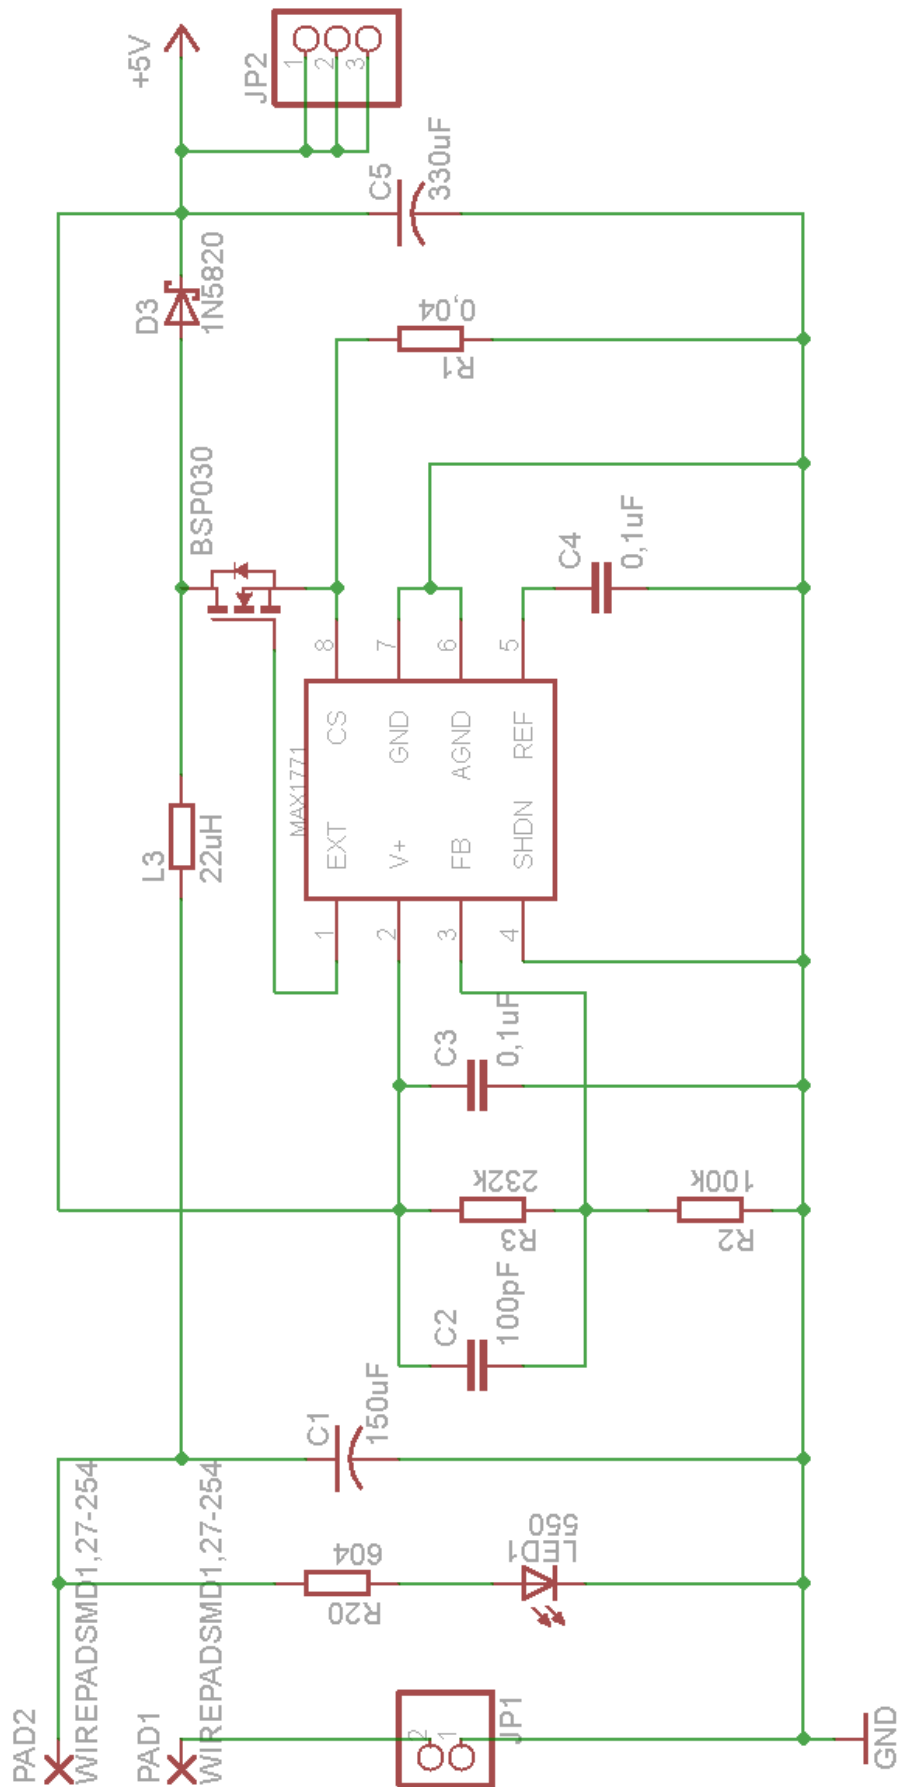 +5V
JP2
1
2
3
C5
330uF
D3
1N5820
0,04
R1
BSP030
C4
0,1uF
L3
22uH
MAX1771
8
7
6
5
CS
GND
AGND
REF
EXT
V+
FB
SHDN
1
2
3
4
C3
0,1uF
232k
R3
100k
R2
C2
100pF
C1
150uF
604
R20
LED1
550
PAD2
WIREPADSMD1,27-254
PAD1
WIREPADSMD1,27-254
JP1
2
1
GND